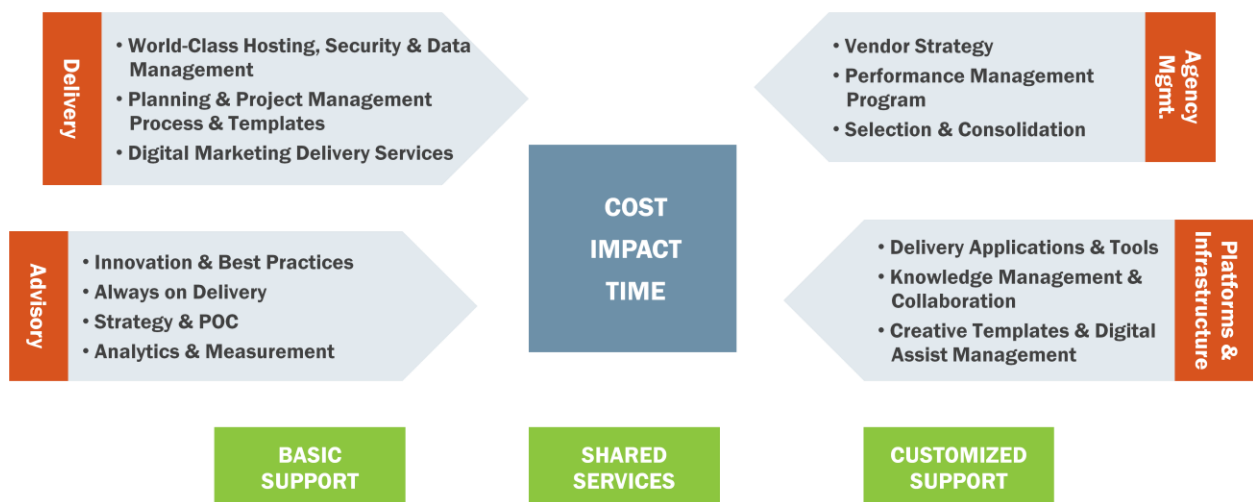 Delivery
• World-Class Hosting, Security & Data
Management
• Planning & Project Management
Process & Templates
• Digital Marketing Delivery Services
Agency
Mgmt.
• Vendor Strategy
• Performance Management
Program
• Selection & Consolidation
COST
IMPACT
TIME
Advisory
• Innovation & Best Practices
• Always on Delivery
• Strategy & POC
• Analytics & Measurement
Platforms &
Infrastructure
• Delivery Applications & Tools
• Knowledge Management &
Collaboration
• Creative Templates & Digital
Assist Management
BASIC
SUPPORT
SHARED
SERVICES
CUSTOMIZED
SUPPORT